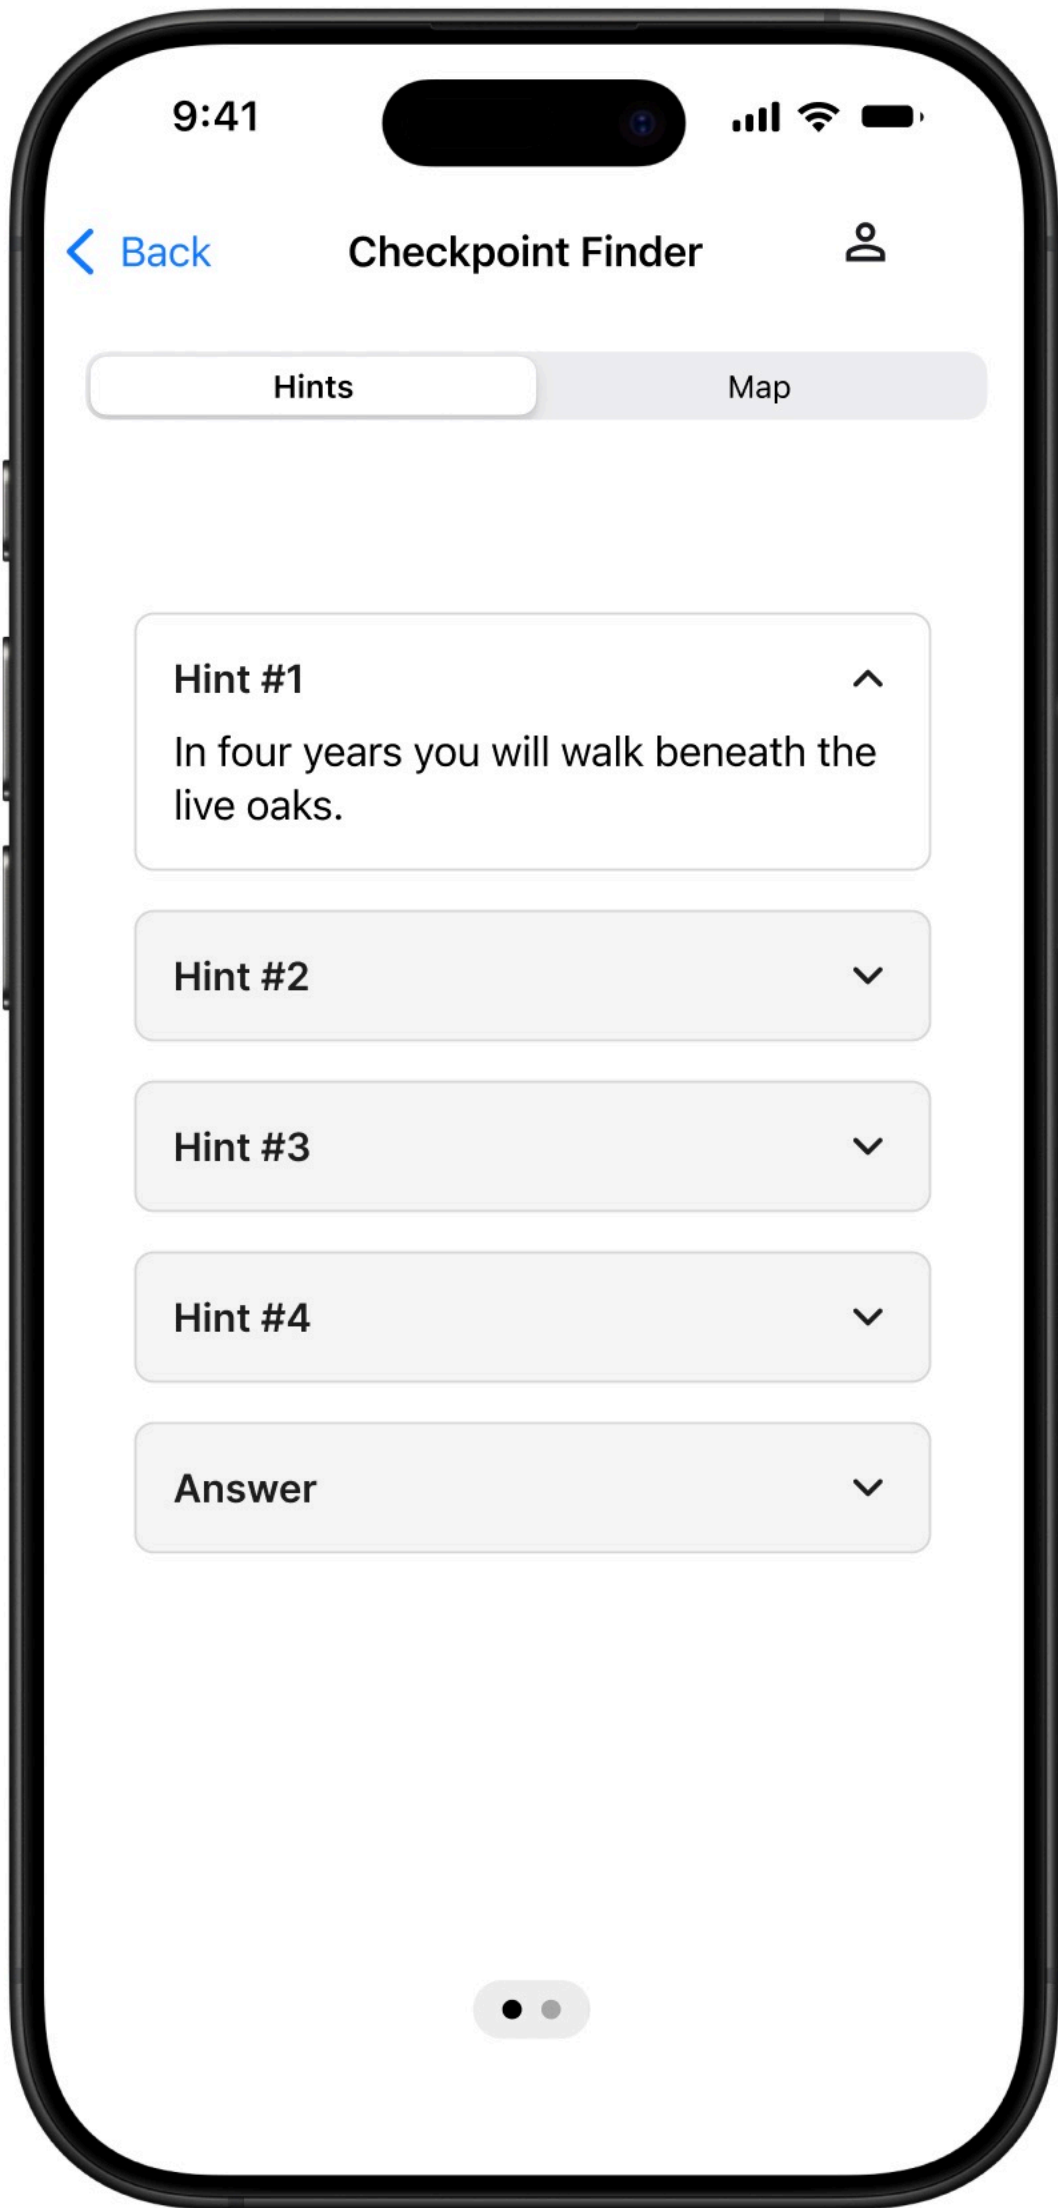 9:41
Back
Checkpoint Finder
Hints
Map
Hint #1
In four years you will walk beneath the
live oaks.
Hint #2
Hint #3
Hint #4
Answer